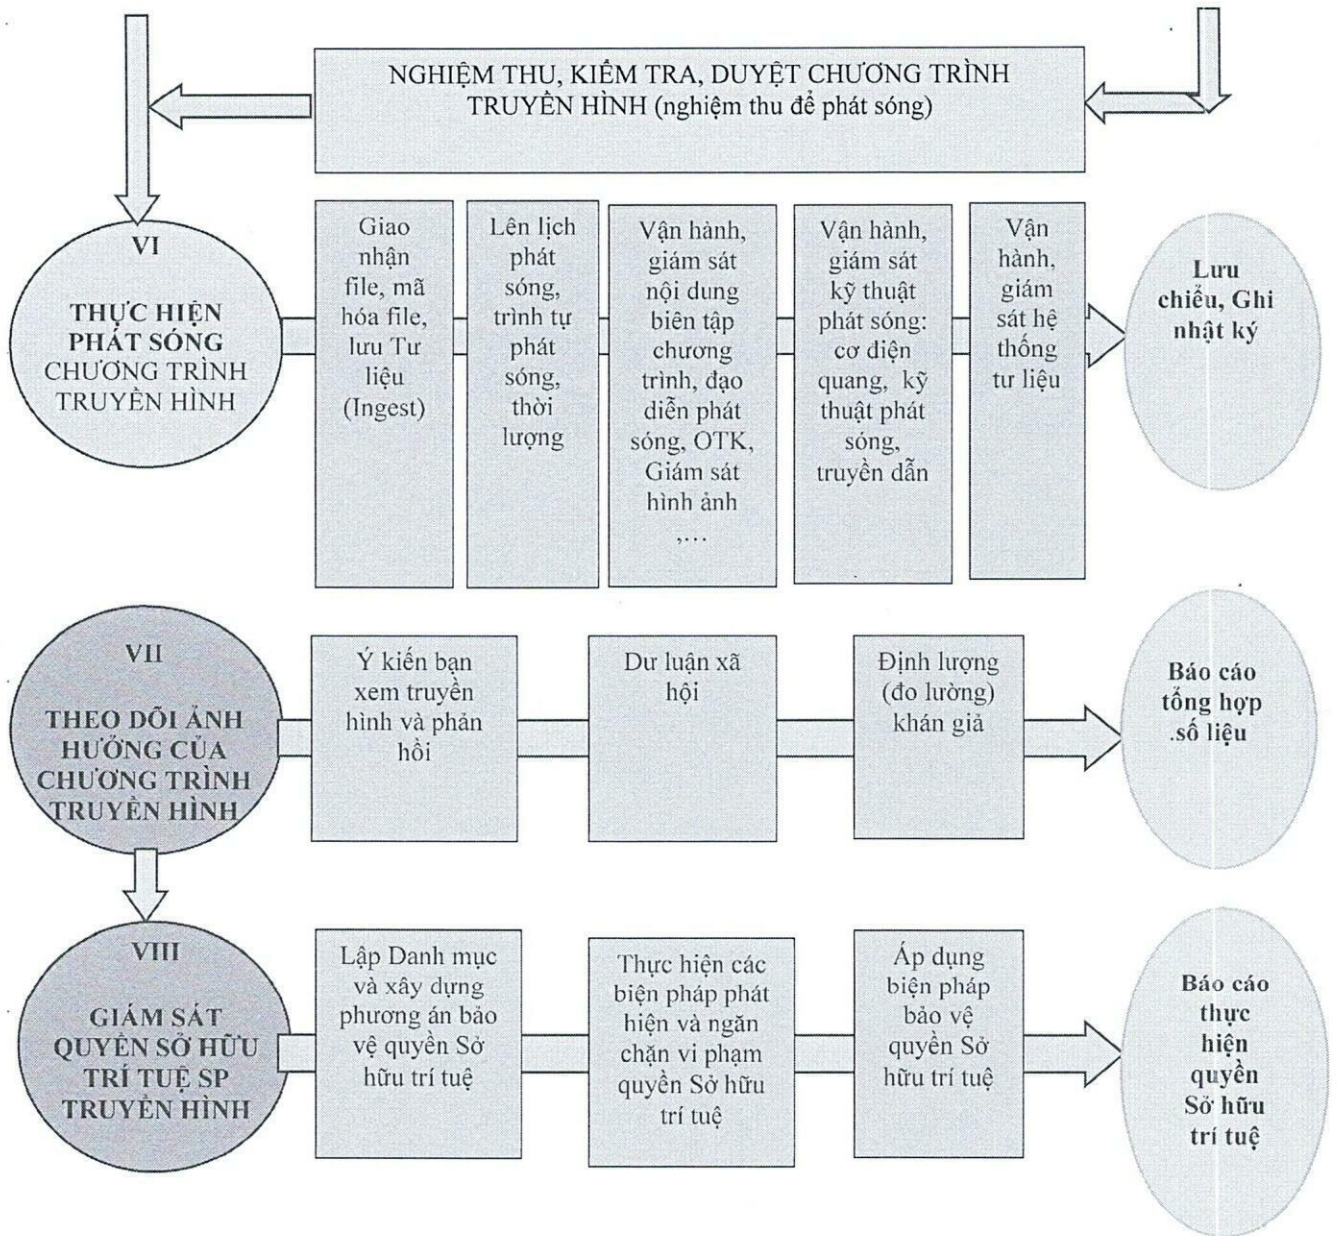 NGHIỆM THU, KIỂM TRA, DUYỆT CHƯƠNG TRÌNH
TRUYỀN HÌNH (nghiệm thu để phát sóng)
VI
THỰC HIỆN
PHÁT SÓNG
CHƯƠNG TRÌNH
TRUYỀN HÌNH
Giao
nhận
file, mã
hóa file,
lưu Tư
liệu
(Ingest)
Lên lịch
phát
sóng,
trình tự
phát
sóng,
thời
lượng
Vận hành,
giám sát
nội dung
biên tập
chương
trình, đạo
diễn phát
sóng, OTK,
Giám sát
hình ảnh
,…
Vận hành,
giám sát
kỹ thuật
phát sóng:
cơ điện
quang, kỹ
thuật phát
sóng,
truyền dẫn
Vận
hành,
giám
sát hệ
thống
tư liệu
Lưu
chiểu, Ghi
nhật ký
VII
THEO DÕI ẢNH
HƯỞNG CỦA
CHƯƠNG TRÌNH
TRUYỀN HÌNH
Ý kiến bạn
xem truyền
hình và phản
hồi
Dư luận xã
hội
Định lượng
(đo lường)
khán giả
Báo cáo
tổng hợp
.số liệu
VIII
GIÁM SÁT
QUYỀN SỞ HỮU
TRÍ TUỆ SP
TRUYỀN HÌNH
Lập Danh mục
và xây dựng
phương án bảo
vệ quyền Sở
hữu trí tuệ
Thực hiện các
biện pháp phát
hiện và ngăn
chặn vi phạm
quyền Sở hữu
trí tuệ
Áp dụng
biện pháp
bảo vệ
quyền Sở
hữu trí tuệ
Báo cáo
thực
hiện
quyền
Sở hữu
trí tuệ